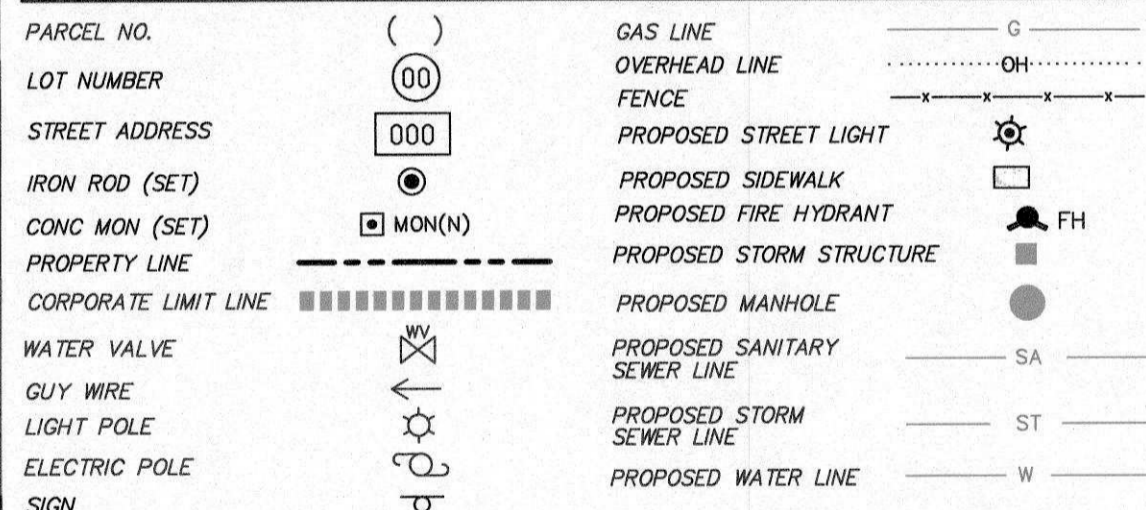 PARCEL NO. ( )
LOT NUMBER 00
STREET ADDRESS 000
IRON ROD (SET)
CONC MON (SET) MON(N)
PROPERTY LINE
CORPORATE LIMIT LINE
WATER VALVE WV
GUY WIRE
LIGHT POLE
ELECTRIC POLE
SIGN
GAS LINE G
OVERHEAD LINE OH
FENCE x x x x
PROPOSED STREET LIGHT
PROPOSED SIDEWALK
PROPOSED FIRE HYDRANT FH
PROPOSED STORM STRUCTURE
PROPOSED MANHOLE
PROPOSED SANITARY
SEWER LINE SA
PROPOSED STORM
SEWER LINE ST
PROPOSED WATER LINE W